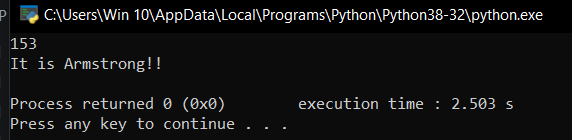 C:\Users\Win 10\AppData\Local\Programs\Python\Python38-32\python.exe
153
It is Armstrong!!
Process returned 0 (0x0)        execution time : 2.503 s
Press any key to continue . . .